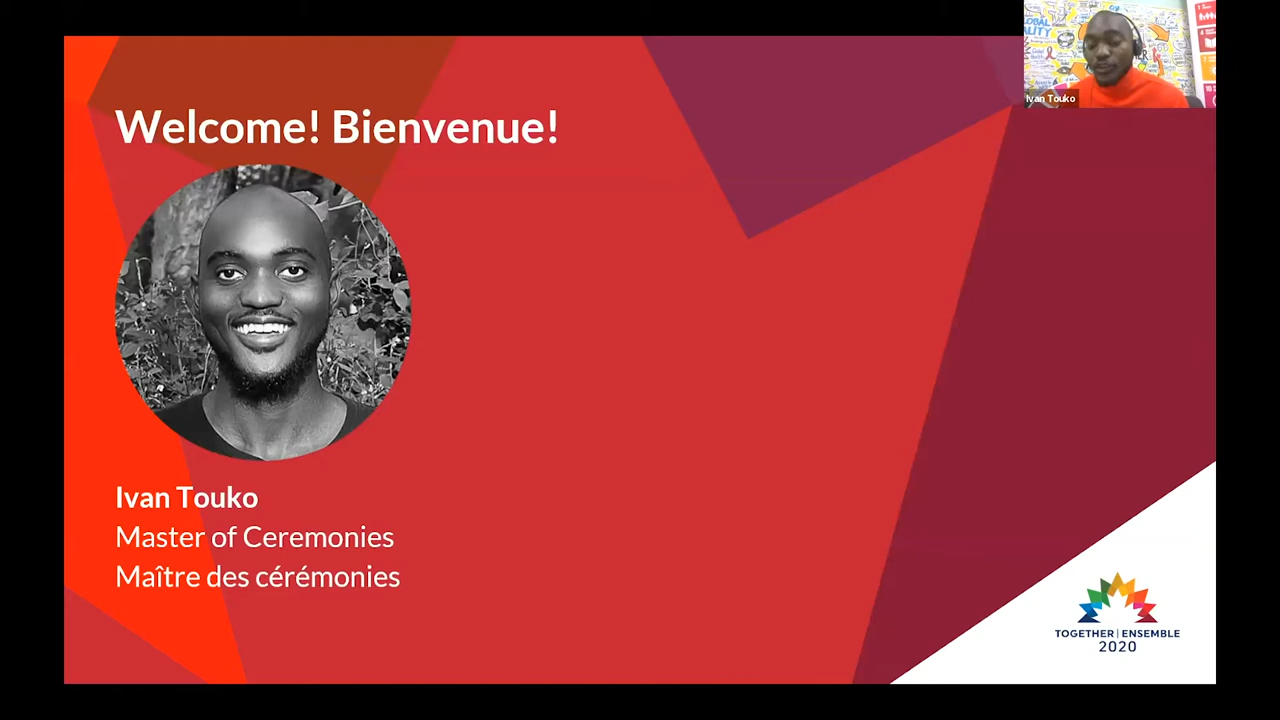 Welcome! Bienvenue!
Ivan Touko
Ivan Touko
Master of Ceremonies
Maître des cérémonies
TOGETHER | ENSEMBLE
2020